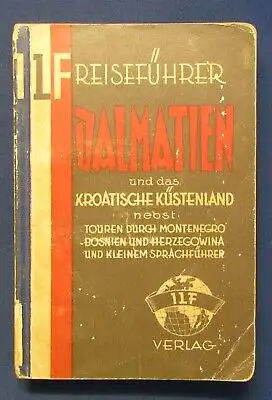 ILF REISEFÜHRER
DALMATIEN
und das
KROATISCHE KÜSTENLAND
nebst
TOUREN DURCH MONTENEGRO
BOSNIEN UND HERZEGOWINA
UND KLEINEM SPRACHFÜHRER
ILF
VERLAG